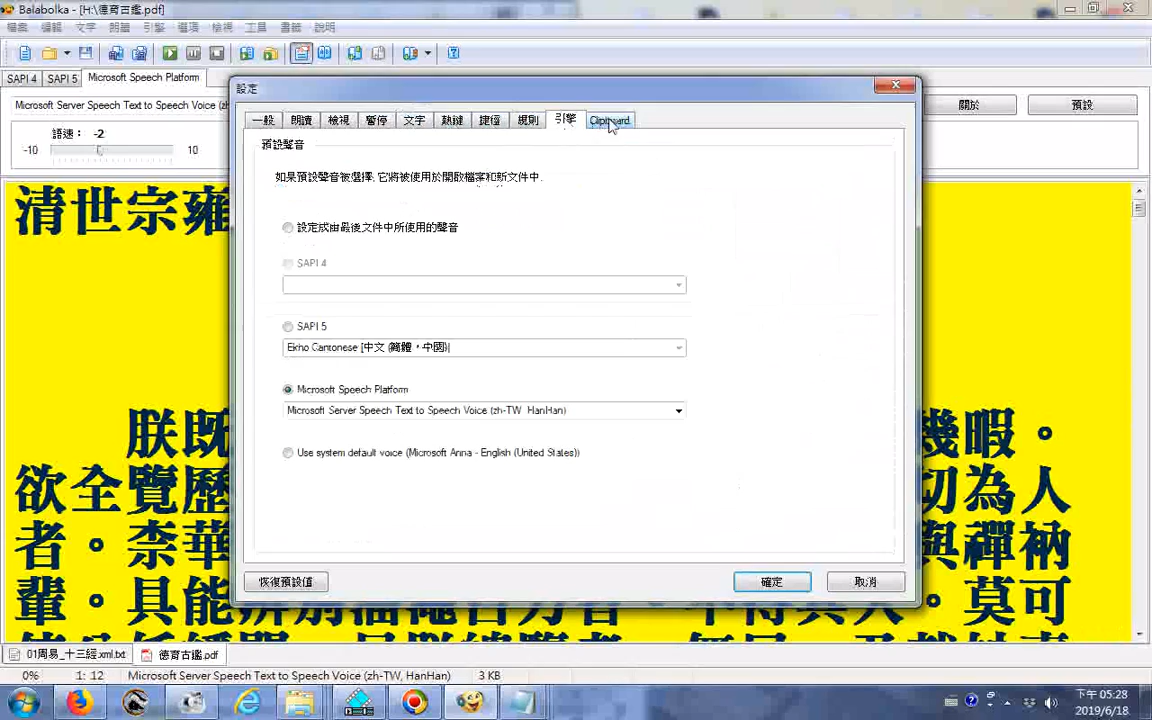 Balabolka - [H:\德育古鑑.pdf]
檔案 編輯 文字 朗讀 引擎 選項 檢視 工具 書籤 說明
SAPI 4 SAPI 5 Microsoft Speech Platform
Microsoft Server Speech Text to Speech Voice (zh
關於 預設
語速： -2
-10 10
設定
一般 朗讀 檢視 暫停 文字 熱鍵 捷徑 規則 引擎 Clipboard
預設聲音
如果預設聲音被選擇, 它將被使用於開啟檔案和新文件中.
設定成由最後文件中所使用的聲音
SAPI 4
SAPI 5
Ekho Cantonese [中文 (簡體，中國)]
Microsoft Speech Platform
Microsoft Server Speech Text to Speech Voice (zh-TW HanHan)
Use system default voice (Microsoft Anna - English (United States))
恢復預設值 確定 取消
清世宗雍
朕既 幾暇。
欲全覽歷 切為人
者。柰華 與禪衲
輩。具能 莫可
01周易_十三經.xml.txt 德育古鑑.pdf
0% 1: 12 Microsoft Server Speech Text to Speech Voice (zh-TW, HanHan) 3 KB
下午 05:28
2019/6/18